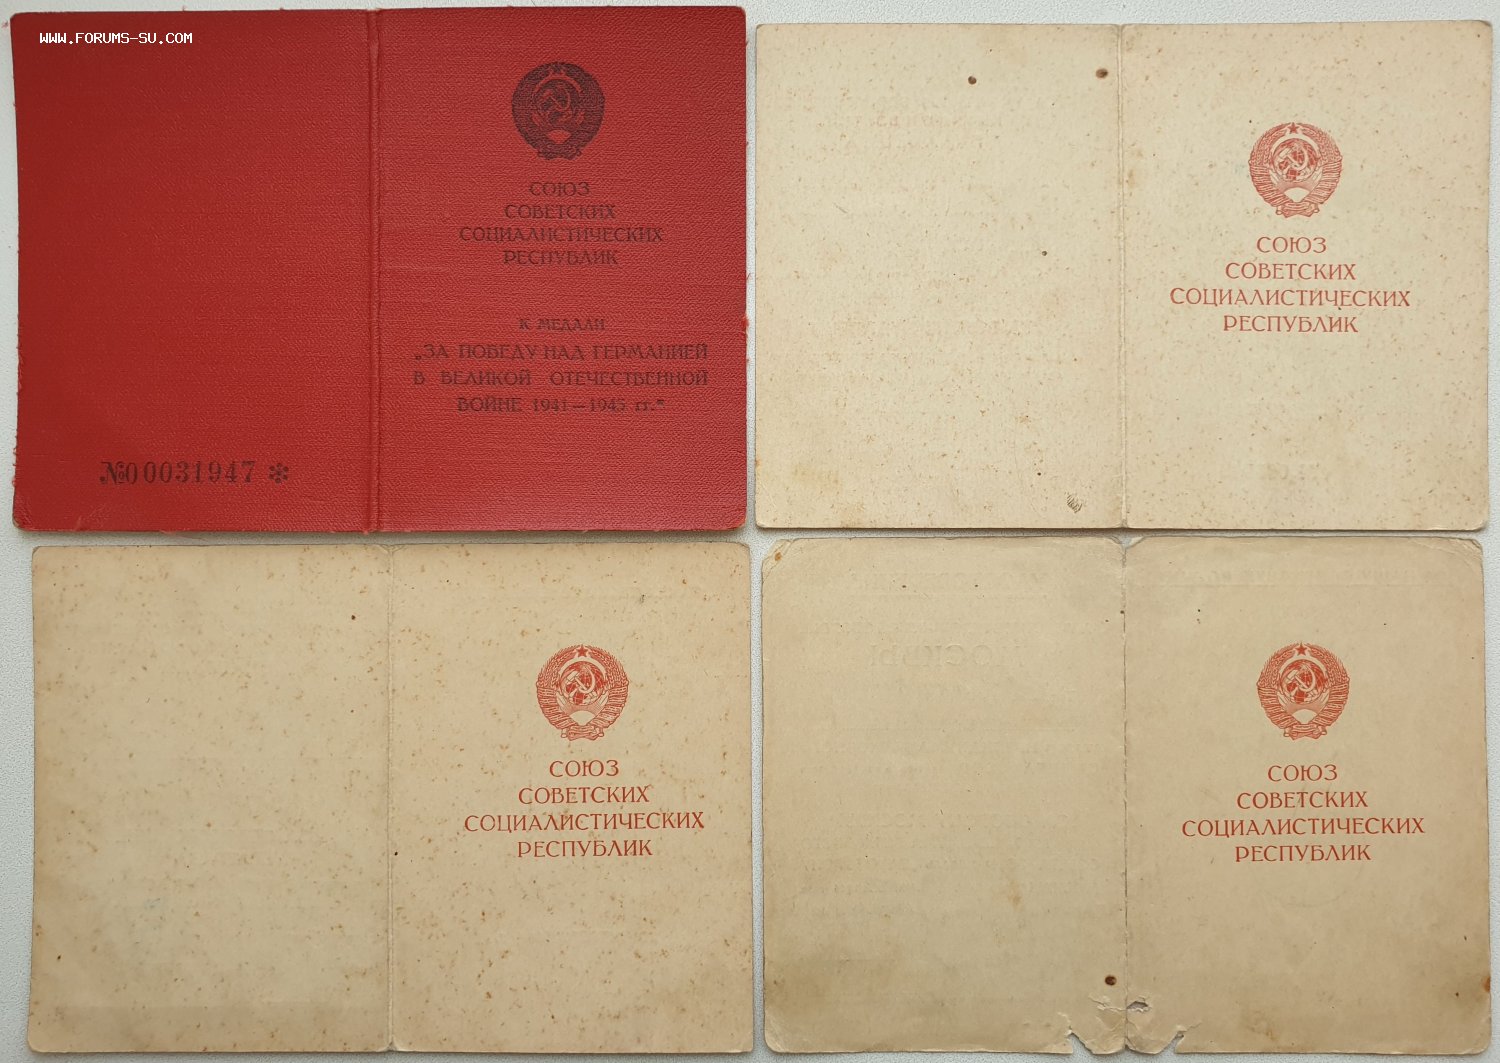 WWW.FORUMS-SU.COM
СОЮЗ
СОВЕТСКИХ
СОЦИАЛИСТИЧЕСКИХ
РЕСПУБЛИК
К МЕДАЛИ
„ЗА ПОБЕДУ НАД ГЕРМАНИЕЙ
В ВЕЛИКОЙ ОТЕЧЕСТВЕННОЙ
ВОЙНЕ 1941—1945 гг."
№0031947 ✻
СОЮЗ
СОВЕТСКИХ
СОЦИАЛИСТИЧЕСКИХ
РЕСПУБЛИК
СОЮЗ
СОВЕТСКИХ
СОЦИАЛИСТИЧЕСКИХ
РЕСПУБЛИК
СОЮЗ
СОВЕТСКИХ
СОЦИАЛИСТИЧЕСКИХ
РЕСПУБЛИК